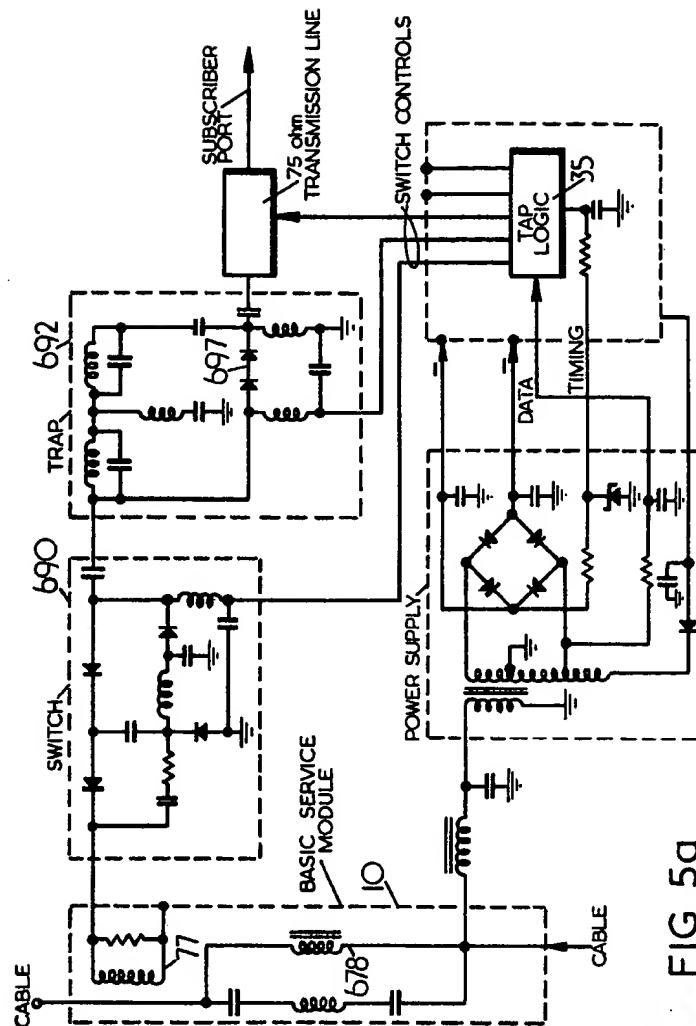 SUBSCRIBER
PORT
75 ohm
TRANSMISSION LINE
SWITCH CONTROLS
TAP
LOGIC
35
692
TRAP
697
DATA
TIMING
690
SWITCH
POWER SUPPLY
BASIC SERVICE
MODULE
10
77
678
CABLE
CABLE
FIG 5a